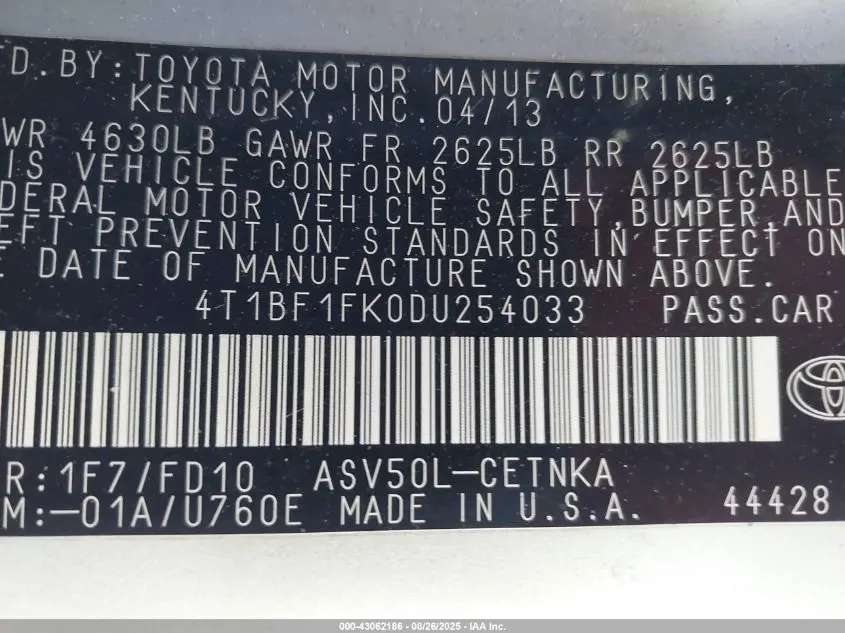 FD.BY:TOYOTA MOTOR MANUFACTURING,
KENTUCKY,INC.04/13
WR 4630LB GAWR FR 2625LB RR 2625LB
IS VEHICLE CONFORMS TO ALL APPLICABLE
DERAL MOTOR VEHICLE SAFETY,BUMPER,AND
EFT PREVENTION STANDARDS IN EFFECT ON
E DATE OF MANUFACTURE SHOWN ABOVE.
4T1BF1FK0DU254033 PASS.CAR
R:1F7/FD10 ASV50L-CETNKA
M:-01A/U760E MADE IN U.S.A. 44428
000-43062186 - 08/26/2025 - IAA Inc.